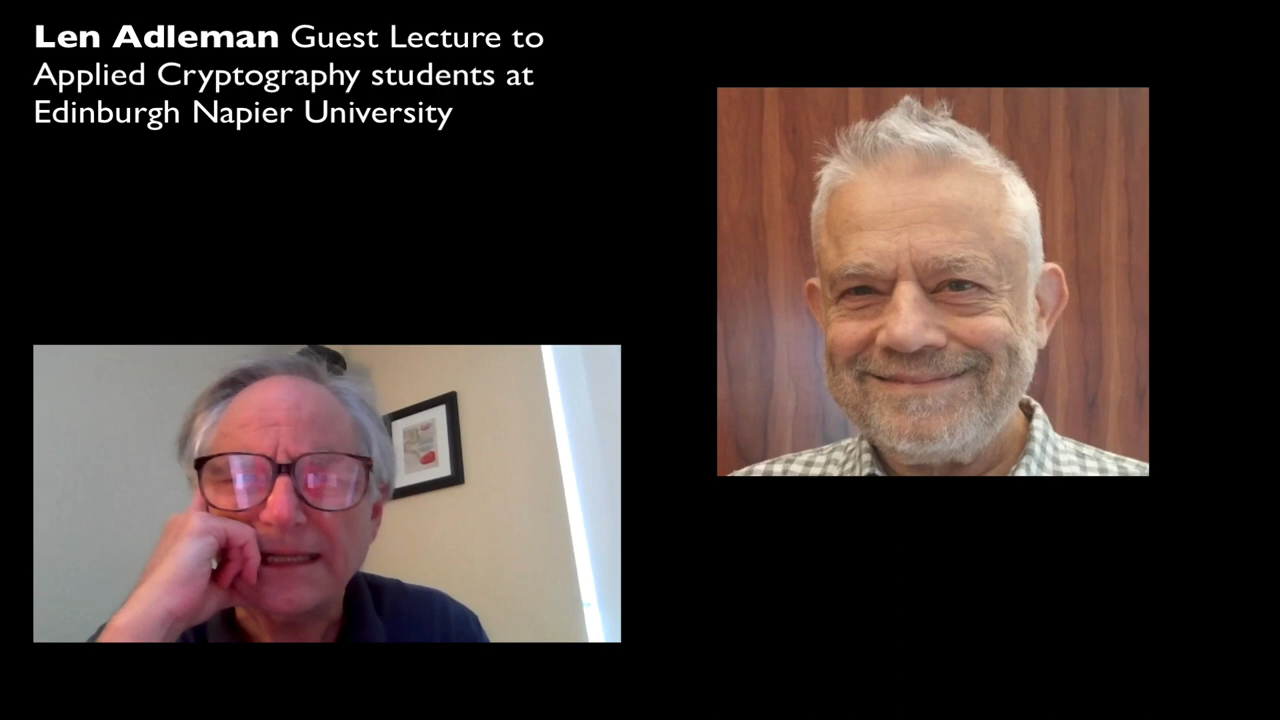 Len Adleman Guest Lecture to
Applied Cryptography students at
Edinburgh Napier University